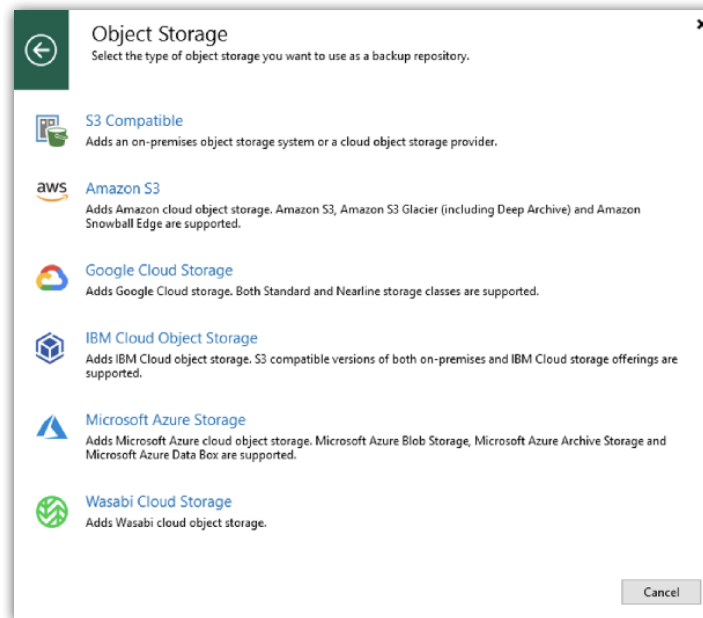 Object Storage
Select the type of object storage you want to use as a backup repository.
S3 Compatible
Adds an on-premises object storage system or a cloud object storage provider.
aws
Amazon S3
Adds Amazon cloud object storage. Amazon S3, Amazon S3 Glacier (including Deep Archive) and Amazon
Snowball Edge are supported.
Google Cloud Storage
Adds Google Cloud storage. Both Standard and Nearline storage classes are supported.
IBM Cloud Object Storage
Adds IBM Cloud object storage. S3 compatible versions of both on-premises and IBM Cloud storage offerings are
supported.
Microsoft Azure Storage
Adds Microsoft Azure cloud object storage. Microsoft Azure Blob Storage, Microsoft Azure Archive Storage and
Microsoft Azure Data Box are supported.
Wasabi Cloud Storage
Adds Wasabi cloud object storage.
Cancel